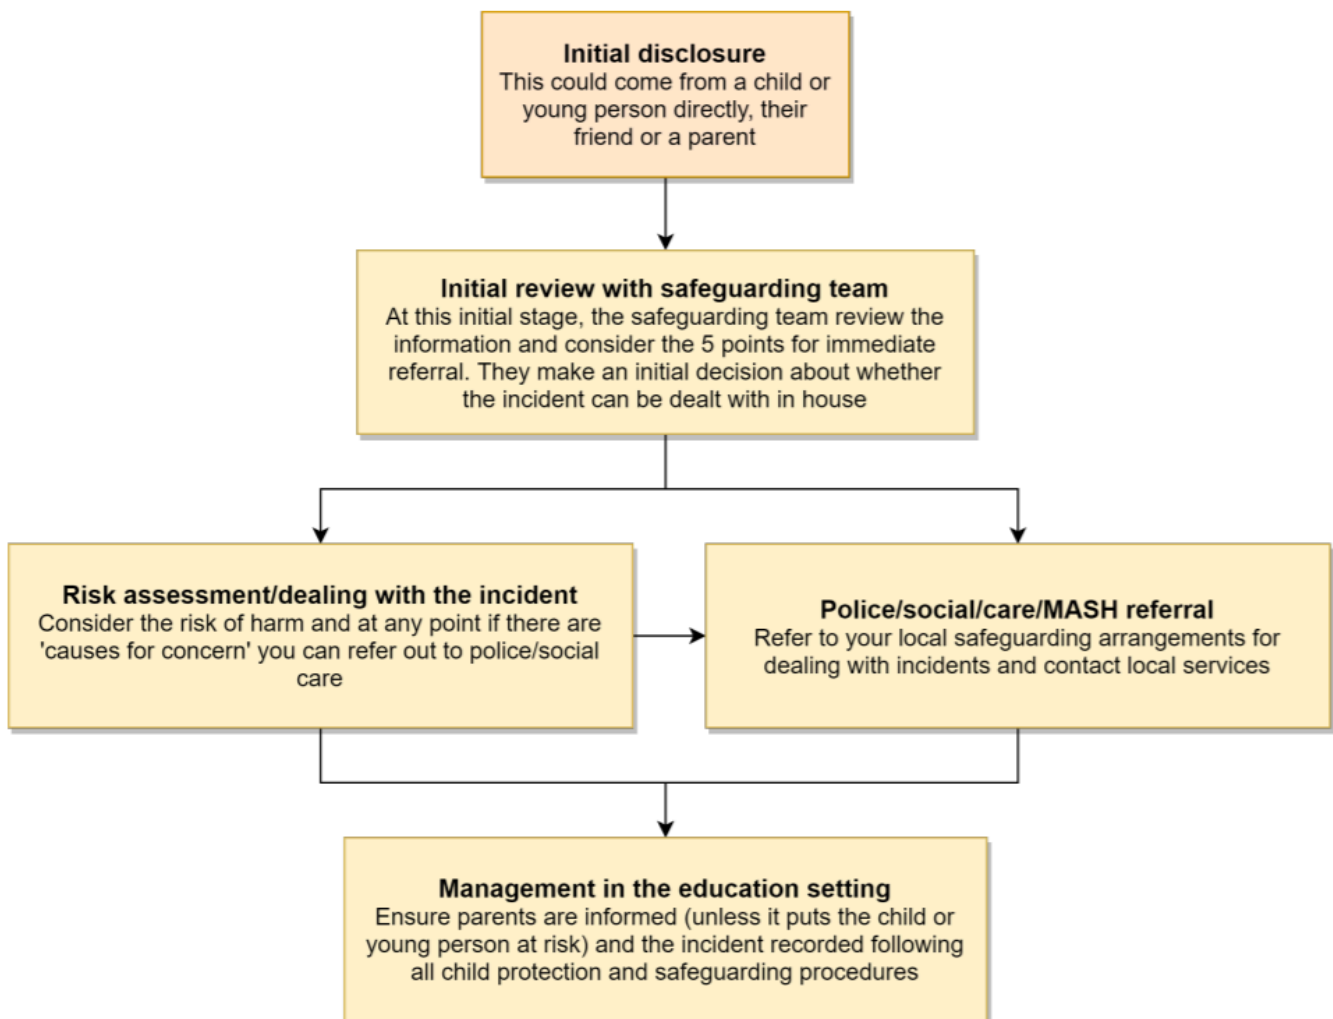 Initial disclosure
This could come from a child or
young person directly, their
friend or a parent
Initial review with safeguarding team
At this initial stage, the safeguarding team review the
information and consider the 5 points for immediate
referral. They make an initial decision about whether
the incident can be dealt with in house
Risk assessment/dealing with the incident
Consider the risk of harm and at any point if there are
'causes for concern' you can refer out to police/social
care
Police/social/care/MASH referral
Refer to your local safeguarding arrangements for
dealing with incidents and contact local services
Management in the education setting
Ensure parents are informed (unless it puts the child or
young person at risk) and the incident recorded following
all child protection and safeguarding procedures